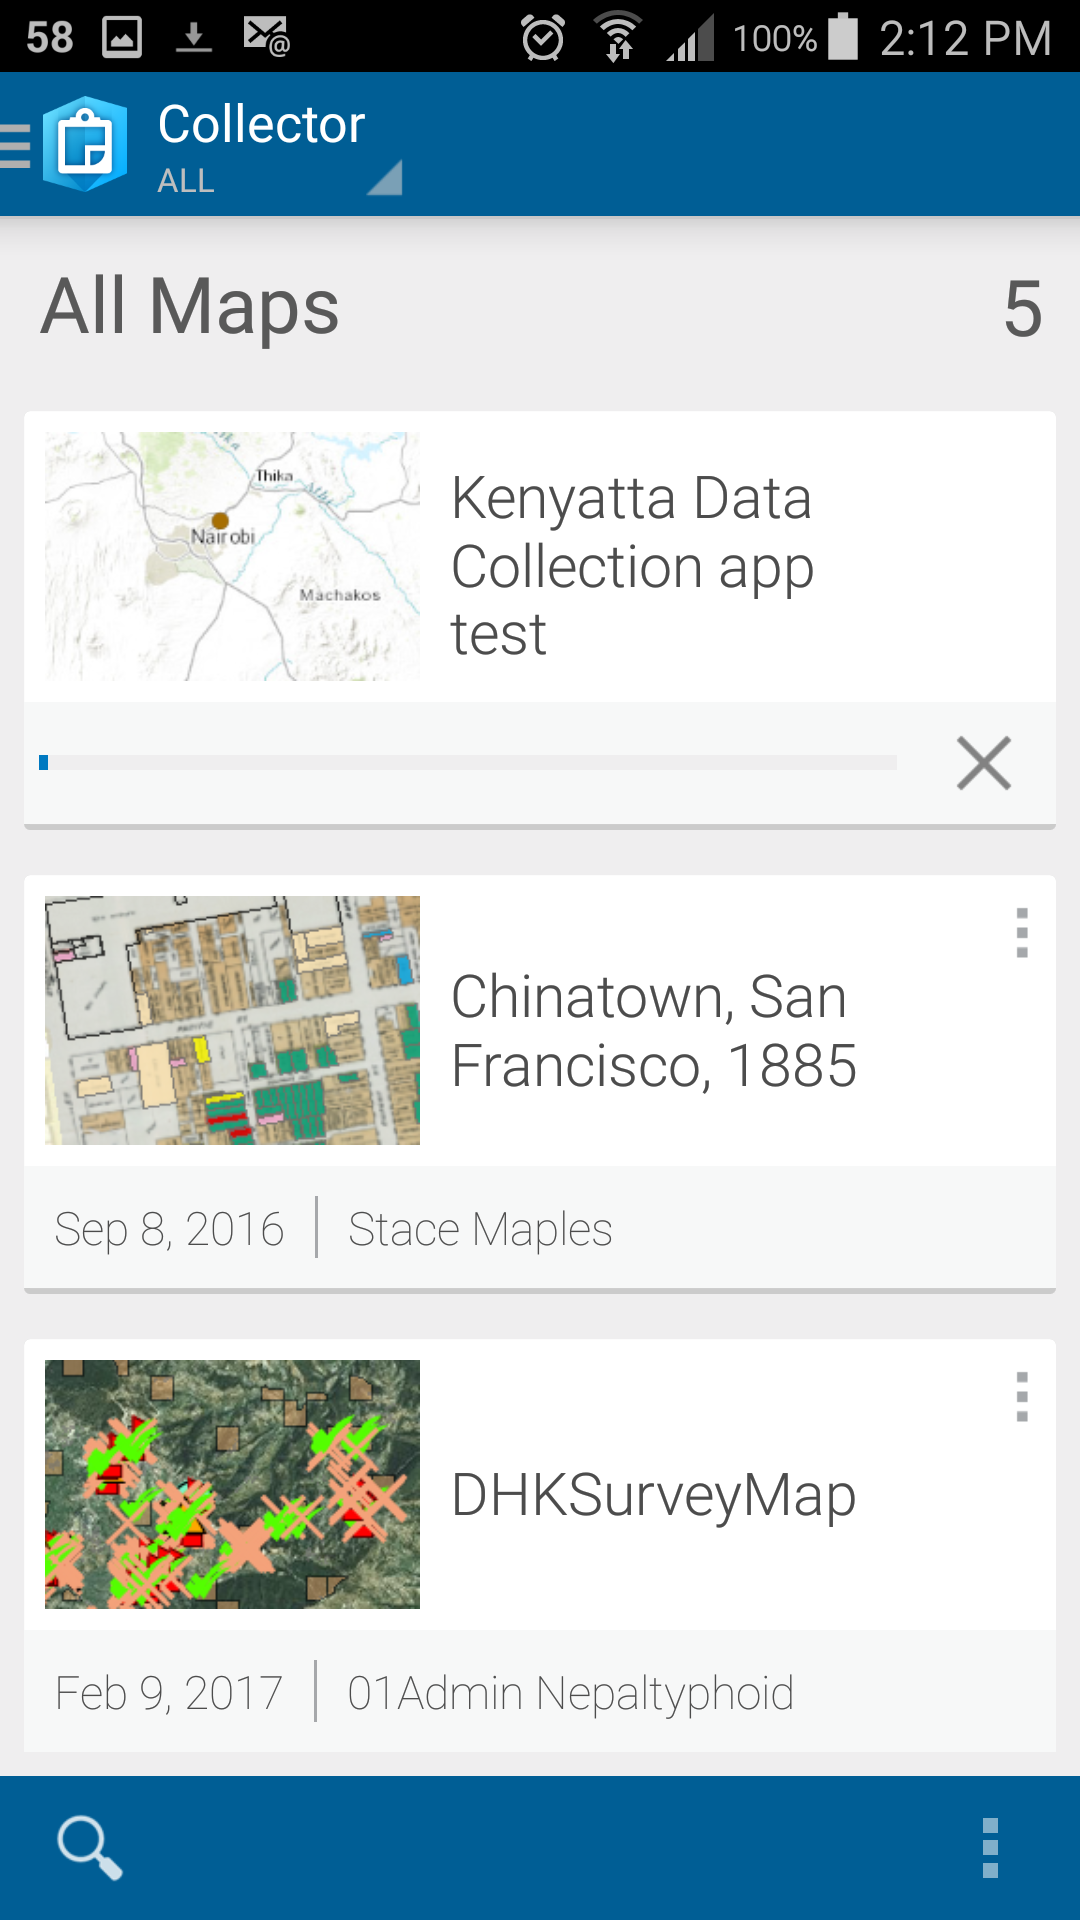 58 100% 2:12 PM
Collector
ALL
All Maps 5
Thika
Nairobi
Machakos
Kenyatta Data
Collection app
test
Chinatown, San
Francisco, 1885
Sep 8, 2016 Stace Maples
DHKSurveyMap
Feb 9, 2017 01Admin Nepaltyphoid